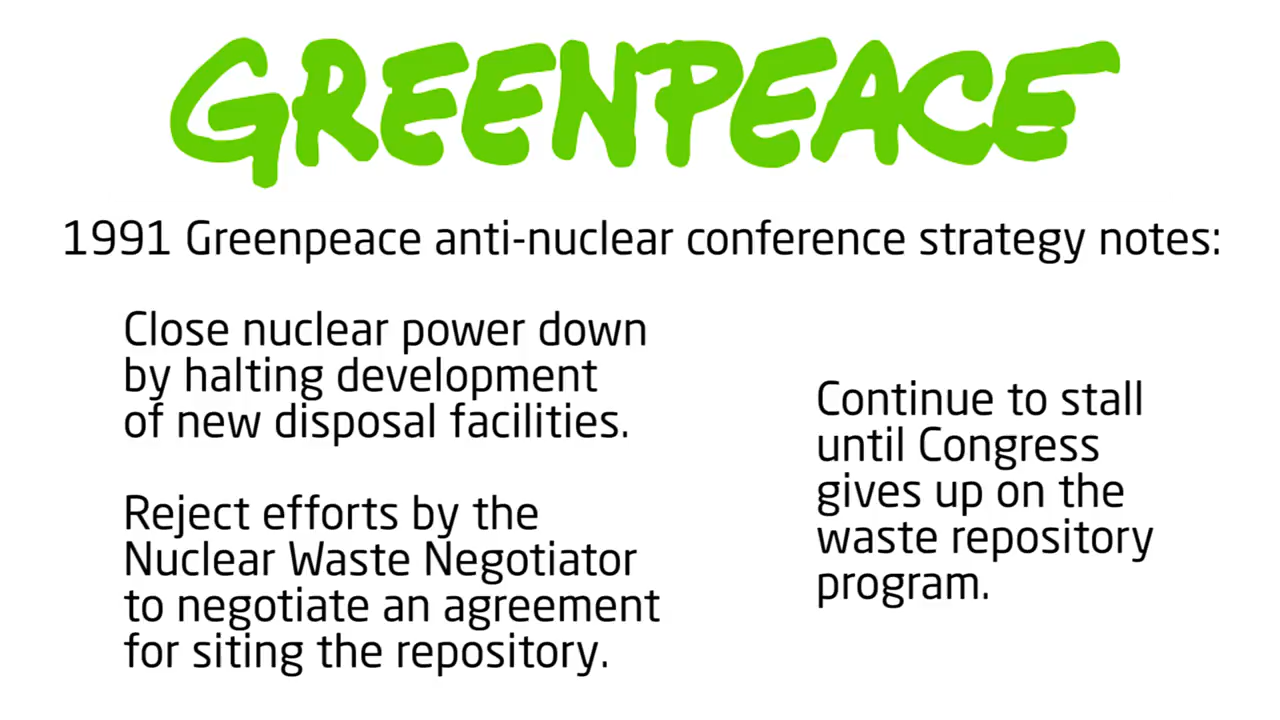 GREENPEACE
1991 Greenpeace anti-nuclear conference strategy notes:
Close nuclear power down
by halting development
of new disposal facilities.
Reject efforts by the
Nuclear Waste Negotiator
to negotiate an agreement
for siting the repository.
Continue to stall
until Congress
gives up on the
waste repository
program.